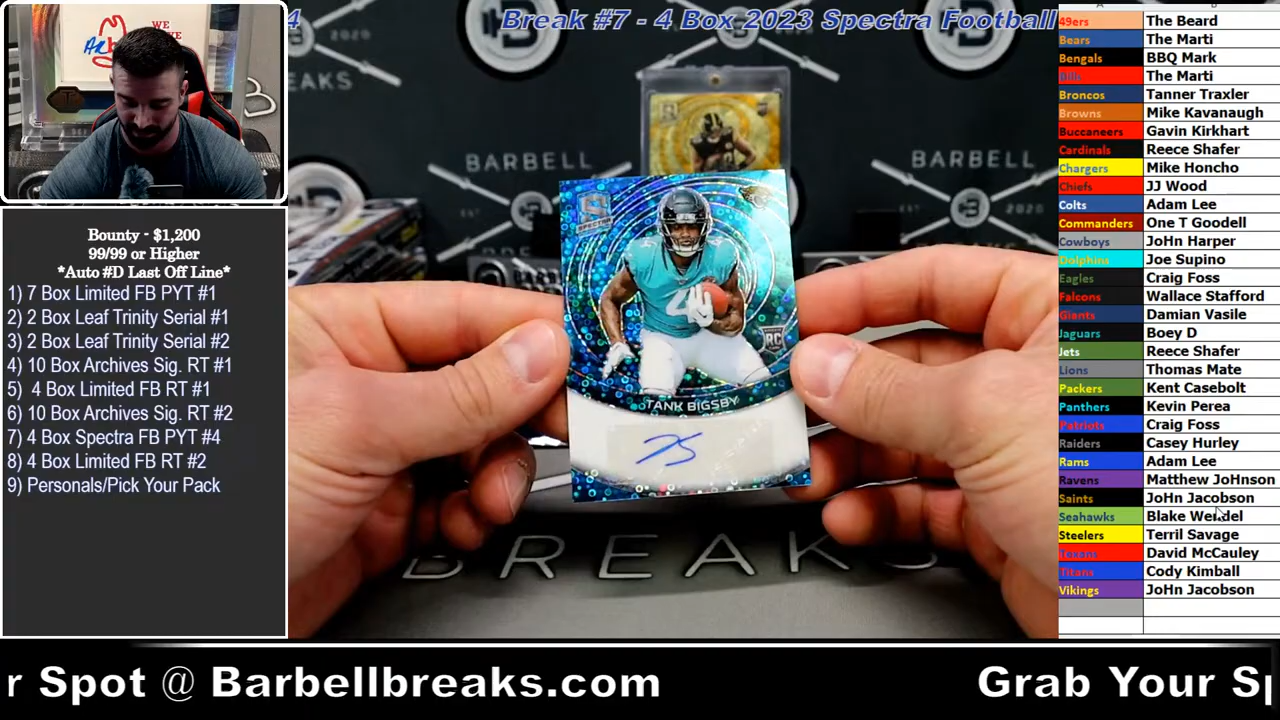 Break #7 - 4 Box 2023 Spectra Football
WE
Bounty - $1,200
99/99 or Higher
*Auto #D Last Off Line*
1) 7 Box Limited FB PYT #1
2) 2 Box Leaf Trinity Serial #1
3) 2 Box Leaf Trinity Serial #2
4) 10 Box Archives Sig. RT #1
5) 4 Box Limited FB RT #1
6) 10 Box Archives Sig. RT #2
7) 4 Box Spectra FB PYT #4
8) 4 Box Limited FB RT #2
9) Personals/Pick Your Pack
BARBELL
BARBELL
2020
SPECTRA
4
RC
TANK BIGSBY
BREAKS
49ers The Beard
Bears The Marti
Bengals BBQ Mark
Bills The Marti
Broncos Tanner Traxler
Browns Mike Kavanaugh
Buccaneers Gavin Kirkhart
Cardinals Reece Shafer
Chargers Mike Honcho
Chiefs JJ Wood
Colts Adam Lee
Commanders One T Goodell
Cowboys JoHn Harper
Dolphins Joe Supino
Eagles Craig Foss
Falcons Wallace Stafford
Giants Damian Vasile
Jaguars Boey D
Jets Reece Shafer
Lions Thomas Mate
Packers Kent Casebolt
Panthers Kevin Perea
Patriots Craig Foss
Raiders Casey Hurley
Rams Adam Lee
Ravens Matthew JoHnson
Saints JoHn Jacobson
Seahawks Blake Wendel
Steelers Terril Savage
Texans David McCauley
Titans Cody Kimball
Vikings JoHn Jacobson
r Spot @ Barbellbreaks.com Grab Your Sp